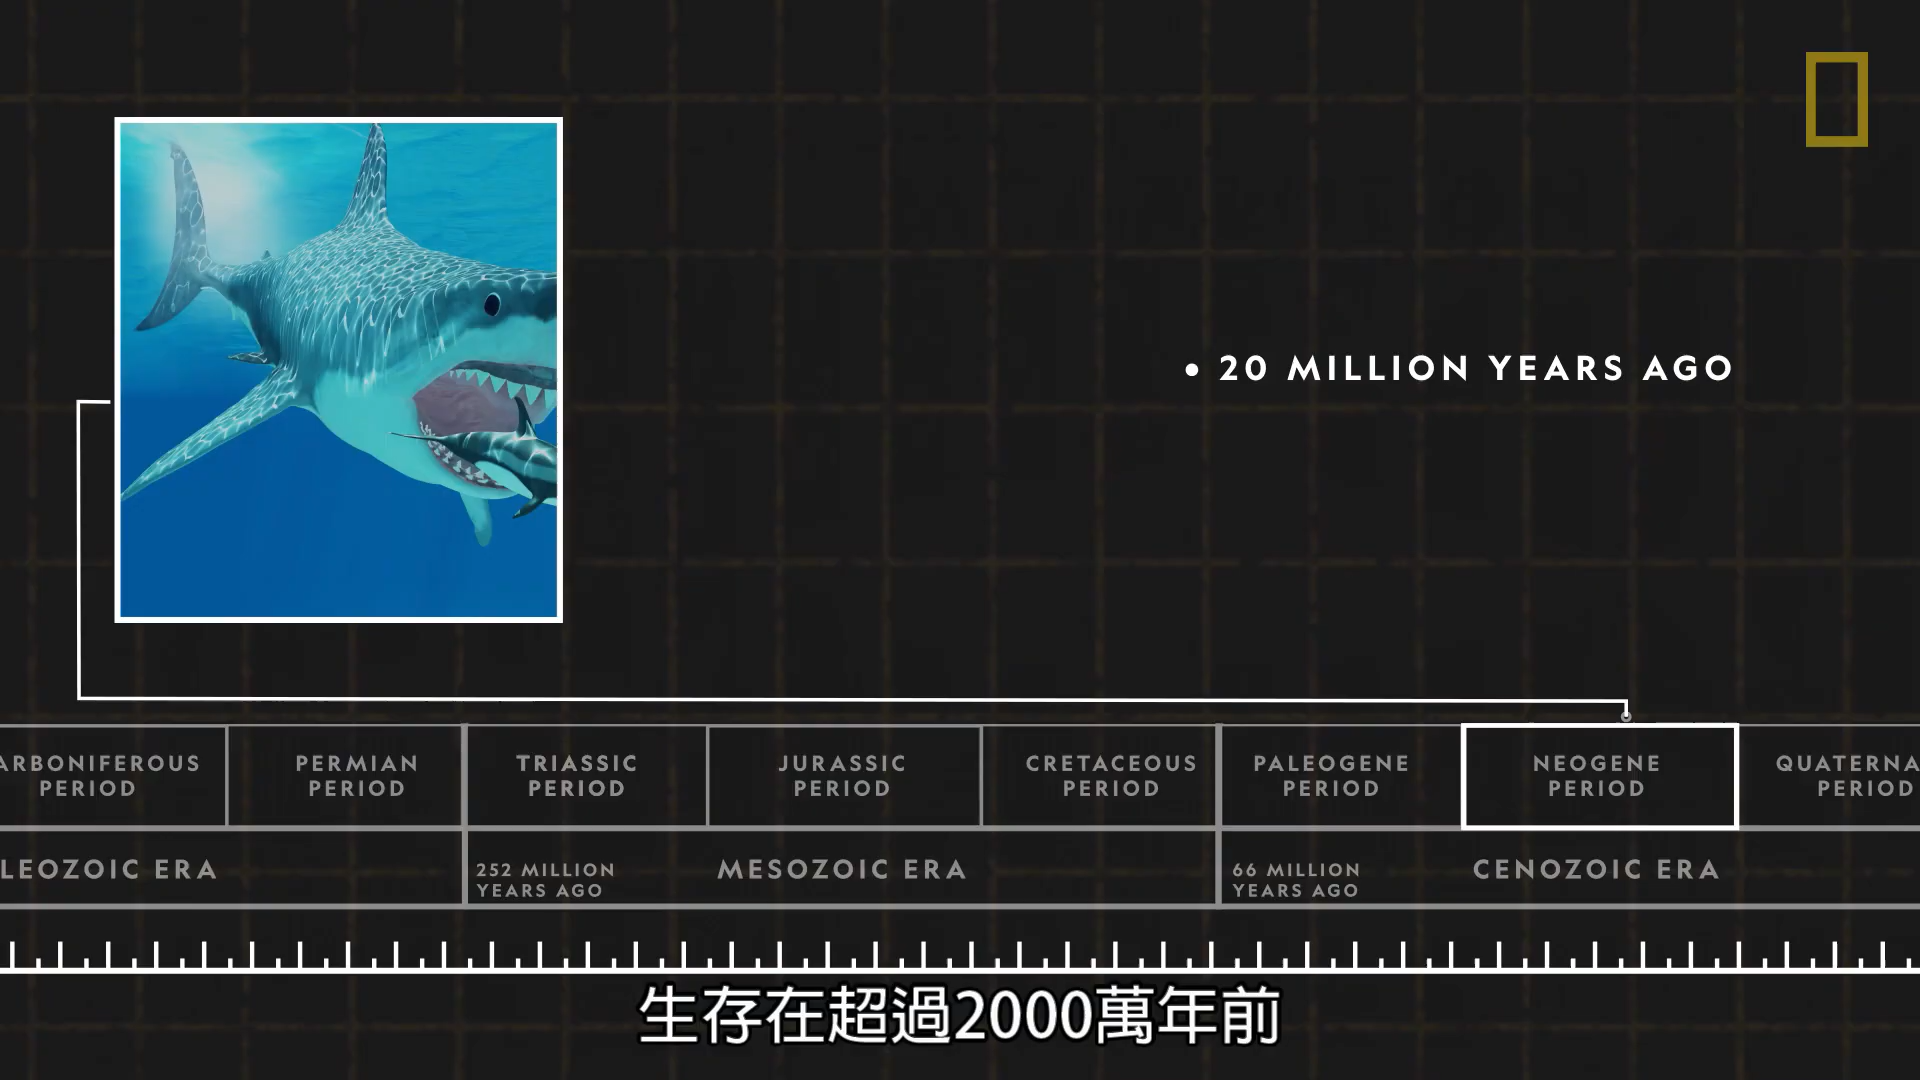 • 20 MILLION YEARS AGO
ARBONIFEROUS
PERIOD
PERMIAN
PERIOD
TRIASSIC
PERIOD
JURASSIC
PERIOD
CRETACEOUS
PERIOD
PALEOGENE
PERIOD
NEOGENE
PERIOD
QUATERNA
PERIOD
LEOZOIC ERA
252 MILLION
YEARS AGO
MESOZOIC ERA
66 MILLION
YEARS AGO
CENOZOIC ERA
生存在超過2000萬年前